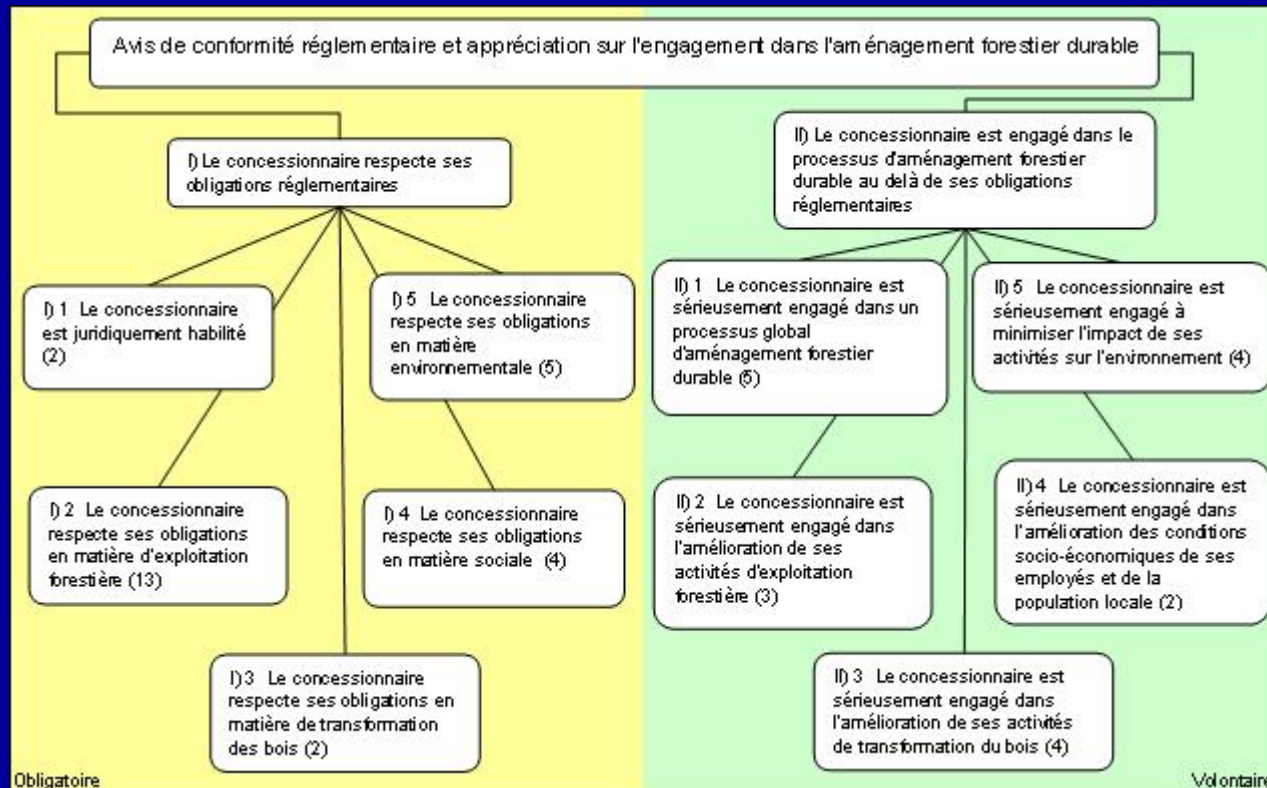 Avis de conformité réglementaire et appréciation sur l'engagement dans l'aménagement forestier durable
I) Le concessionnaire respecte ses
obligations réglementaires
II) Le concessionnaire est engagé dans le
processus d'aménagement forestier
durable au delà de ses obligations
réglementaires
I) 1 Le concessionnaire
est juridiquement habilité
(2)
I) 5 Le concessionnaire
respecte ses obligations
en matière
environnementale (5)
II) 1 Le concessionnaire est
sérieusement engagé dans un
processus global
d'aménagement forestier
durable (5)
II) 5 Le concessionnaire est
sérieusement engagé à
minimiser l'impact de ses
activités sur l'environnement (4)
I) 2 Le concessionnaire
respecte ses obligations
en matière d'exploitation
forestière (13)
I) 4 Le concessionnaire
respecte ses obligations
en matière sociale (4)
II) 2 Le concessionnaire est
sérieusement engagé dans
l'amélioration de ses
activités d'exploitation
forestière (3)
II) 4 Le concessionnaire est
sérieusement engagé dans
l'amélioration des conditions
socio-économiques de ses
employés et de la
population locale (2)
I) 3 Le concessionnaire
respecte ses obligations en
matière de transformation
des bois (2)
II) 3 Le concessionnaire est
sérieusement engagé dans
l'amélioration de ses activités
de transformation du bois (4)
Obligatoire
Volontaire